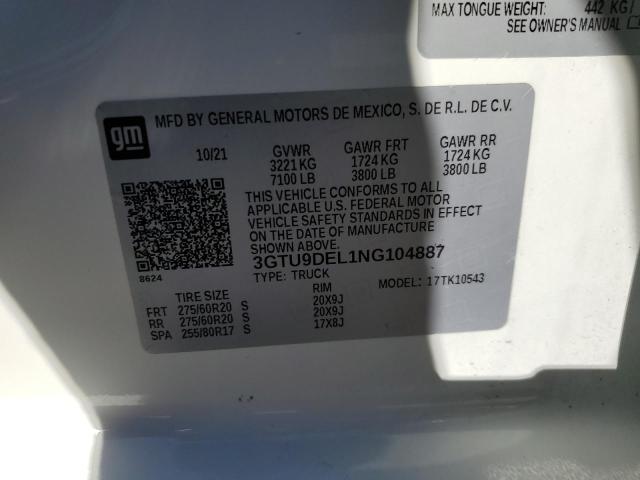 MAX TONGUE WEIGHT: 442 KG/
SEE OWNER'S MANUAL
gm
MFD BY GENERAL MOTORS DE MEXICO, S. DE R.L. DE C.V.
10/21 GVWR GAWR FRT GAWR RR
3221 KG 1724 KG 1724 KG
7100 LB 3800 LB 3800 LB
THIS VEHICLE CONFORMS TO ALL
APPLICABLE U.S. FEDERAL MOTOR
VEHICLE SAFETY STANDARDS IN EFFECT
ON THE DATE OF MANUFACTURE
SHOWN ABOVE.
8624
3GTU9DEL1NG104887
TYPE: TRUCK MODEL: 17TK10543
TIRE SIZE RIM
FRT 275/60R20 S 20X9J
RR 275/60R20 S 20X9J
SPA 255/80R17 S 17X8J